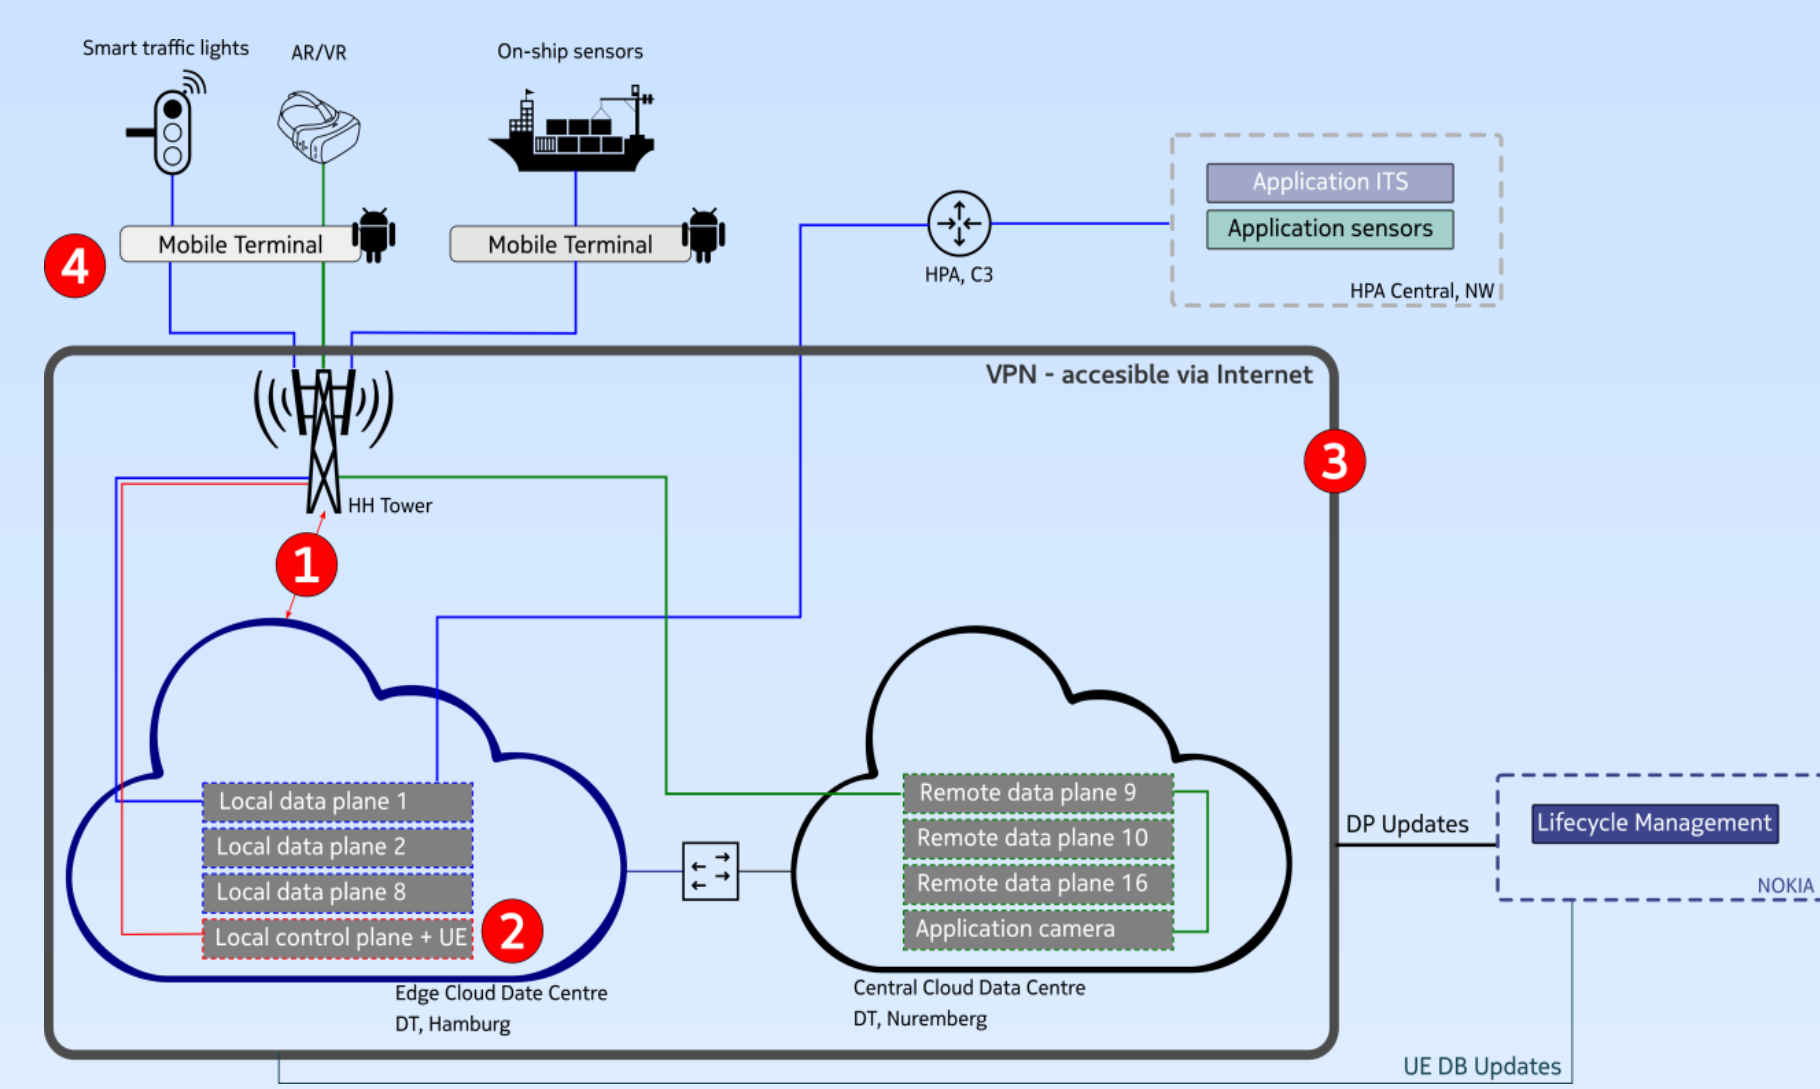 Smart traffic lights
AR/VR
On-ship sensors
Mobile Terminal
Mobile Terminal
4
HPA, C3
Application ITS
Application sensors
HPA Central, NW
VPN - accesible via Internet
3
HH Tower
1
Local data plane 1
Local data plane 2
Local data plane 8
Local control plane + UE
2
Edge Cloud Date Centre
DT, Hamburg
Remote data plane 9
Remote data plane 10
Remote data plane 16
Application camera
Central Cloud Data Centre
DT, Nuremberg
DP Updates
Lifecycle Management
NOKIA
UE DB Updates